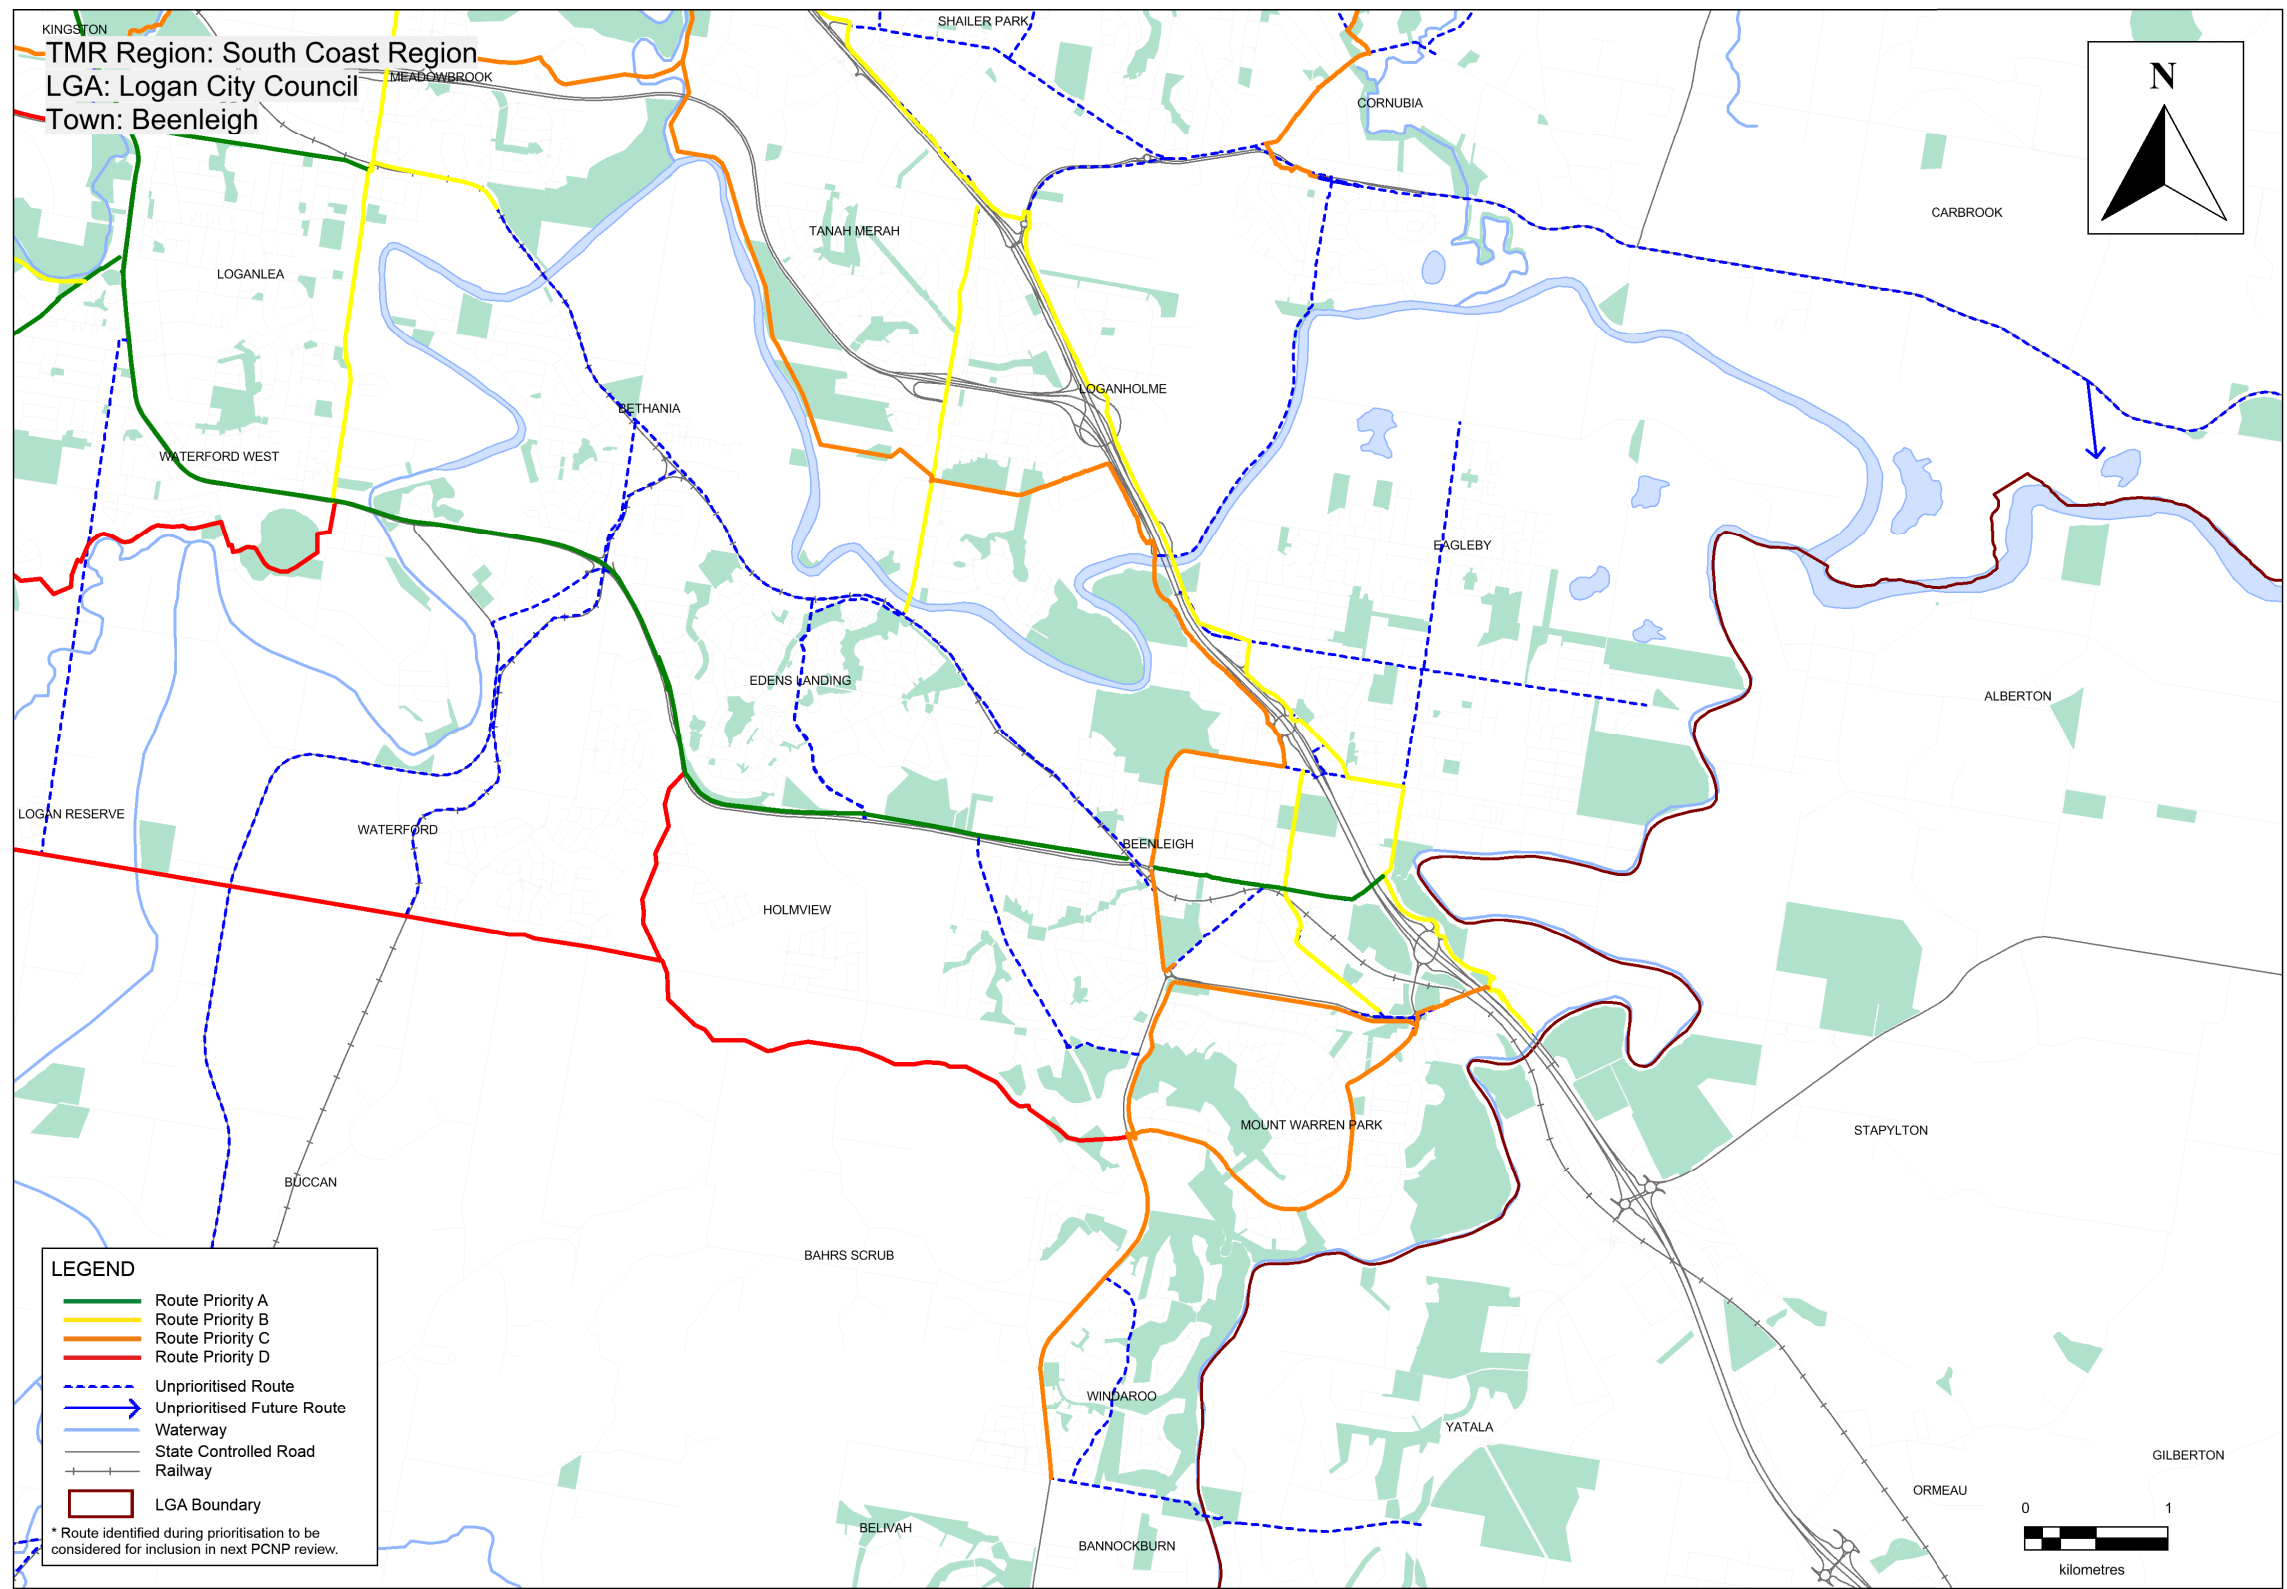 KINGSTON
SHAILER PARK
TMR Region: South Coast Region
MEADOWBROOK
LGA: Logan City Council
Town: Beenleigh
N
CORNUBIA
CARBROOK
TANAH MERAH
LOGANLEA
LOGANHOLME
BETHANIA
WATERFORD WEST
EAGLEBY
EDENS LANDING
ALBERTON
LOGAN RESERVE
WATERFORD
BEENLEIGH
HOLMVIEW
MOUNT WARREN PARK
STAPYLTON
BUCCAN
BAHRS SCRUB
WINDAROO
YATALA
GILBERTON
ORMEAU
BELIVAH
BANNOCKBURN
LEGEND
Route Priority A
Route Priority B
Route Priority C
Route Priority D
Unprioritised Route
Unprioritised Future Route
Waterway
State Controlled Road
Railway
LGA Boundary
* Route identified during prioritisation to be
considered for inclusion in next PCNP review.
0 1
kilometres